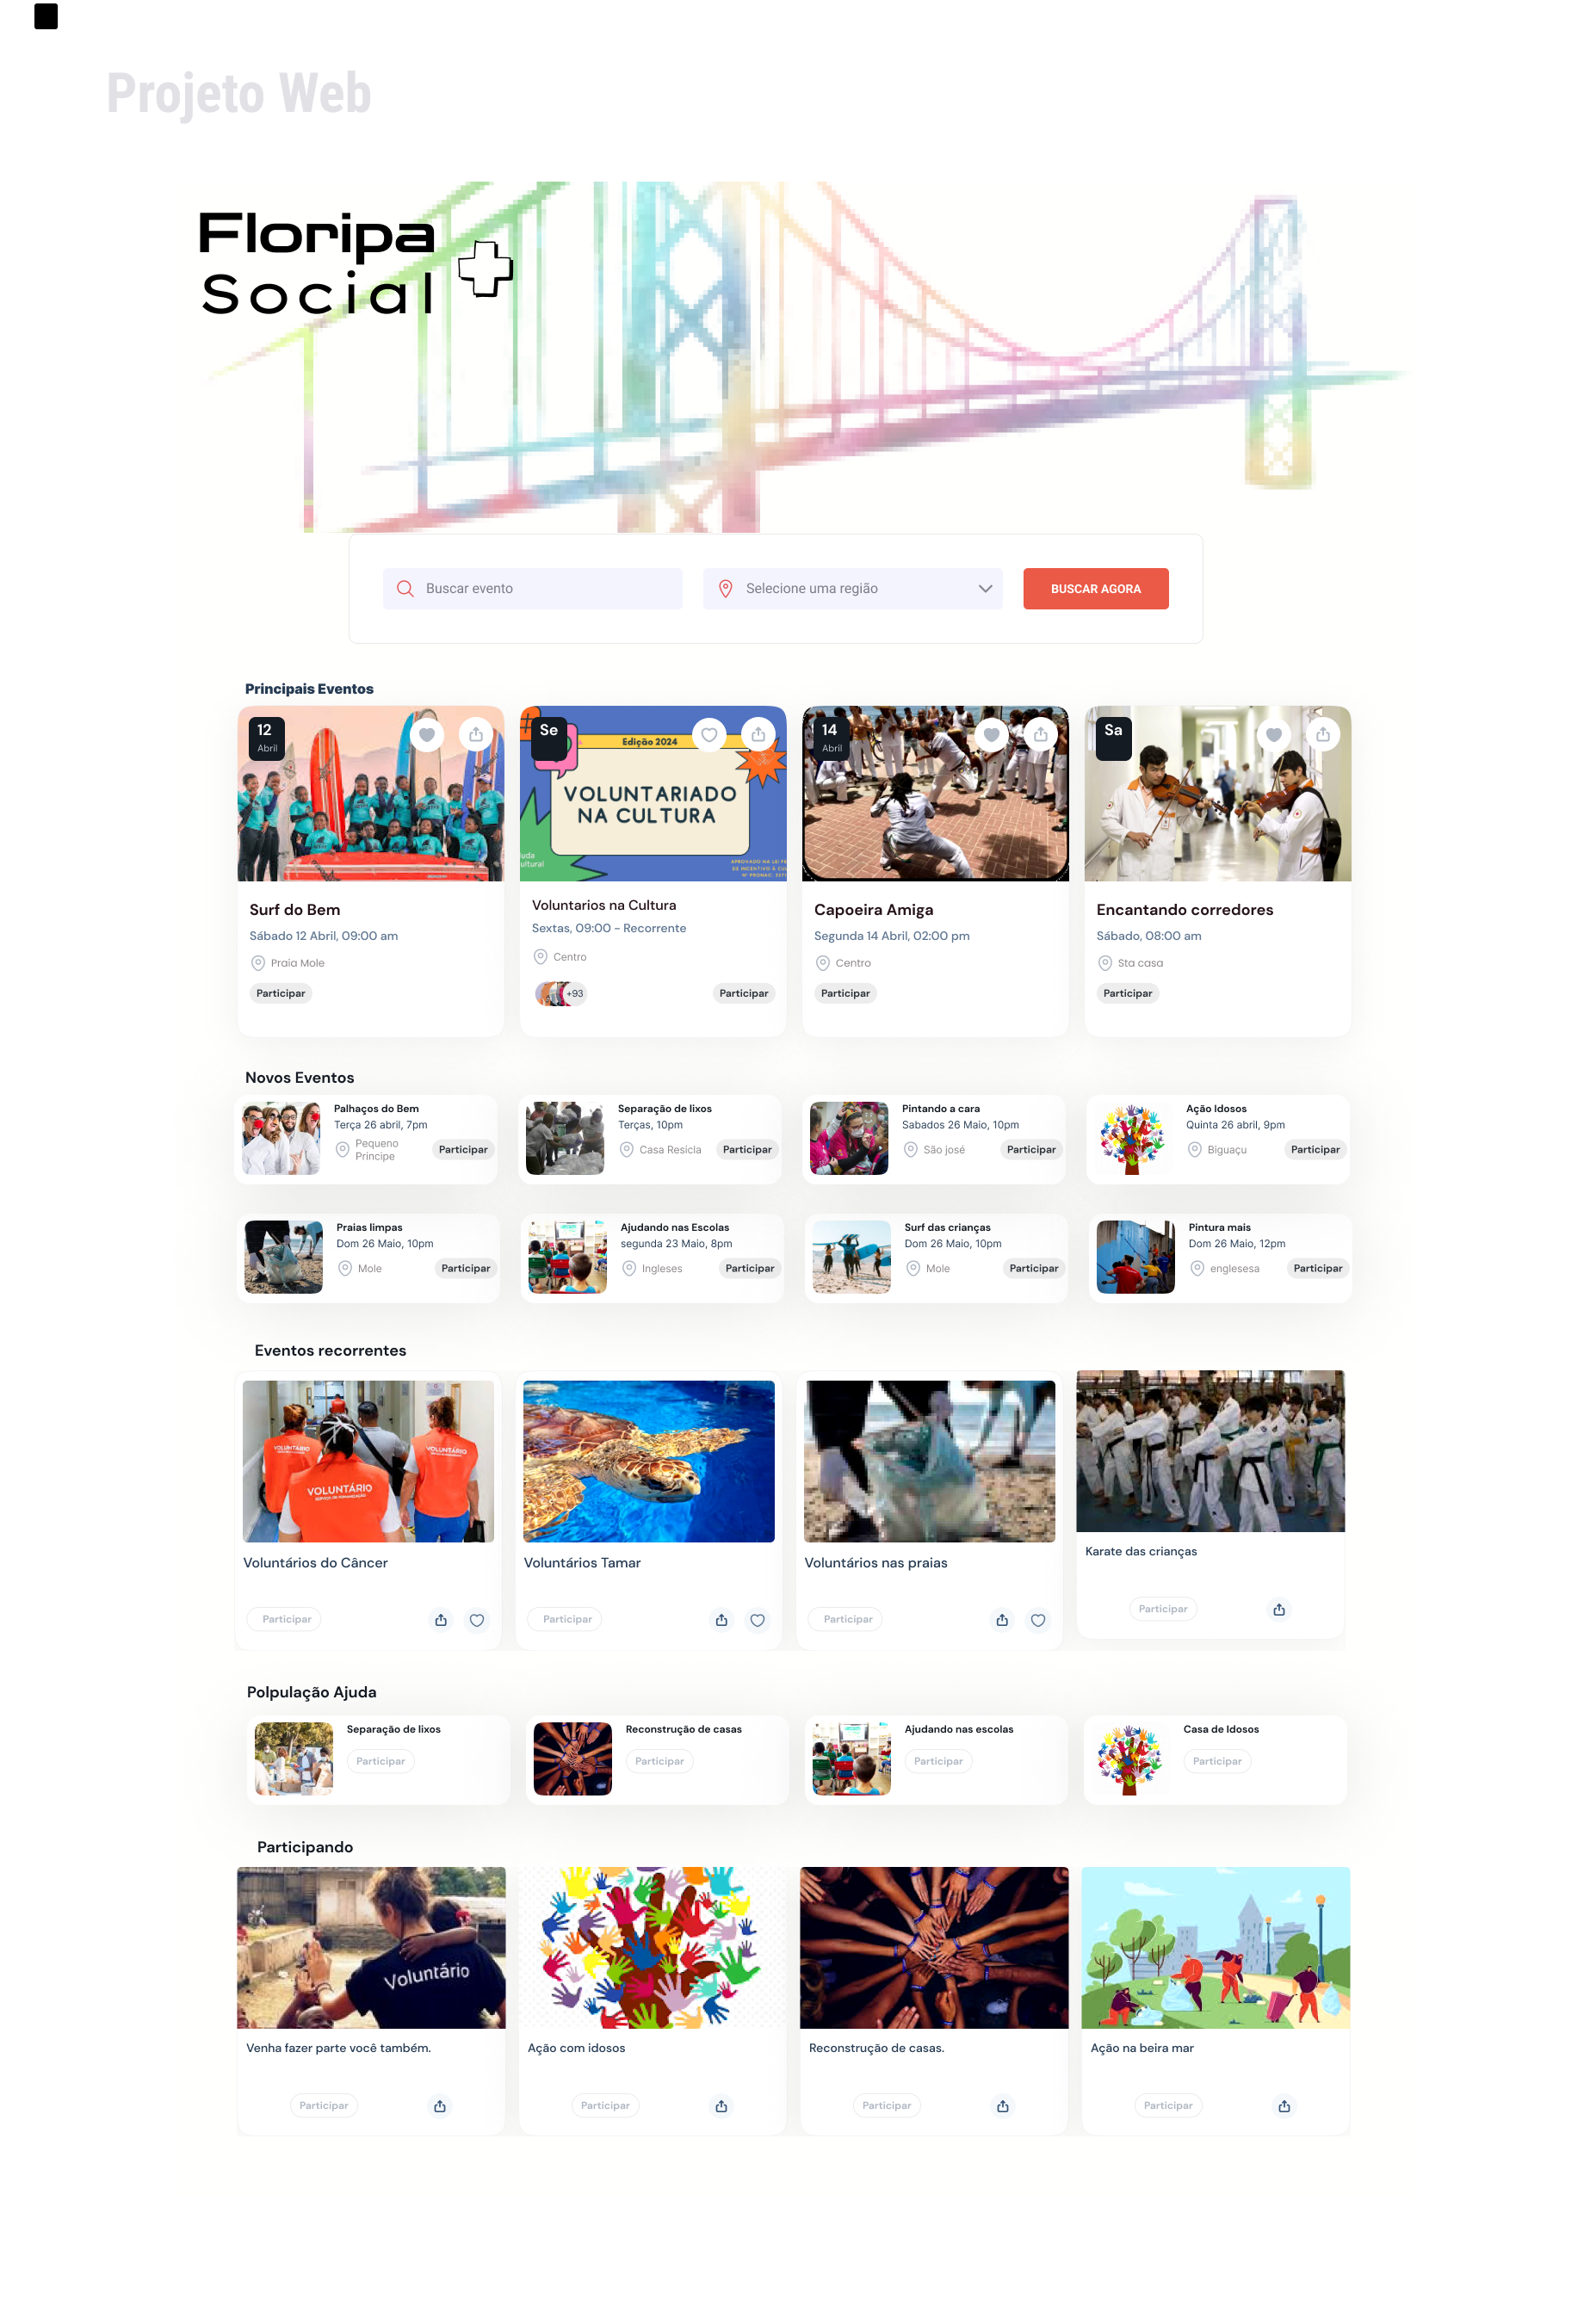 Projeto Web
Floripa
Social
Buscar evento
Selecione uma região
BUSCAR AGORA
Principais Eventos
12
Abril
Surf do Bem
Sábado 12 Abril, 09:00 am
Praia Mole
Participar
Se
Edição 2024
VOLUNTARIADO
NA CULTURA
Voluntarios na Cultura
Sextas, 09:00 - Recorrente
Centro
+93
Participar
14
Abril
Capoeira Amiga
Segunda 14 Abril, 02:00 pm
Centro
Participar
Sa
Encantando corredores
Sábado, 08:00 am
Sta casa
Participar
Novos Eventos
Palhaços do Bem
Terça 26 abril, 7pm
Pequeno
Principe
Participar
Separação de lixos
Terças, 10pm
Casa Resicla
Participar
Pintando a cara
Sabados 26 Maio, 10pm
São josé
Participar
Ação Idosos
Quinta 26 abril, 9pm
Biguaçu
Participar
Praias limpas
Dom 26 Maio, 10pm
Mole
Participar
Ajudando nas Escolas
segunda 23 Maio, 8pm
Ingleses
Participar
Surf das crianças
Dom 26 Maio, 10pm
Mole
Participar
Pintura mais
Dom 26 Maio, 12pm
englesesa
Participar
Eventos recorrentes
VOLUNTÁRIO
VOLUNTÁRIO
VOLUNTÁRIO
Voluntários do Câncer
Participar
Voluntários Tamar
Participar
Voluntários nas praias
Participar
Karate das crianças
Participar
Polpulação Ajuda
Separação de lixos
Participar
Reconstrução de casas
Participar
Ajudando nas escolas
Participar
Casa de Idosos
Participar
Participando
Voluntário
Venha fazer parte você também.
Participar
Ação com idosos
Participar
Reconstrução de casas.
Participar
Ação na beira mar
Participar